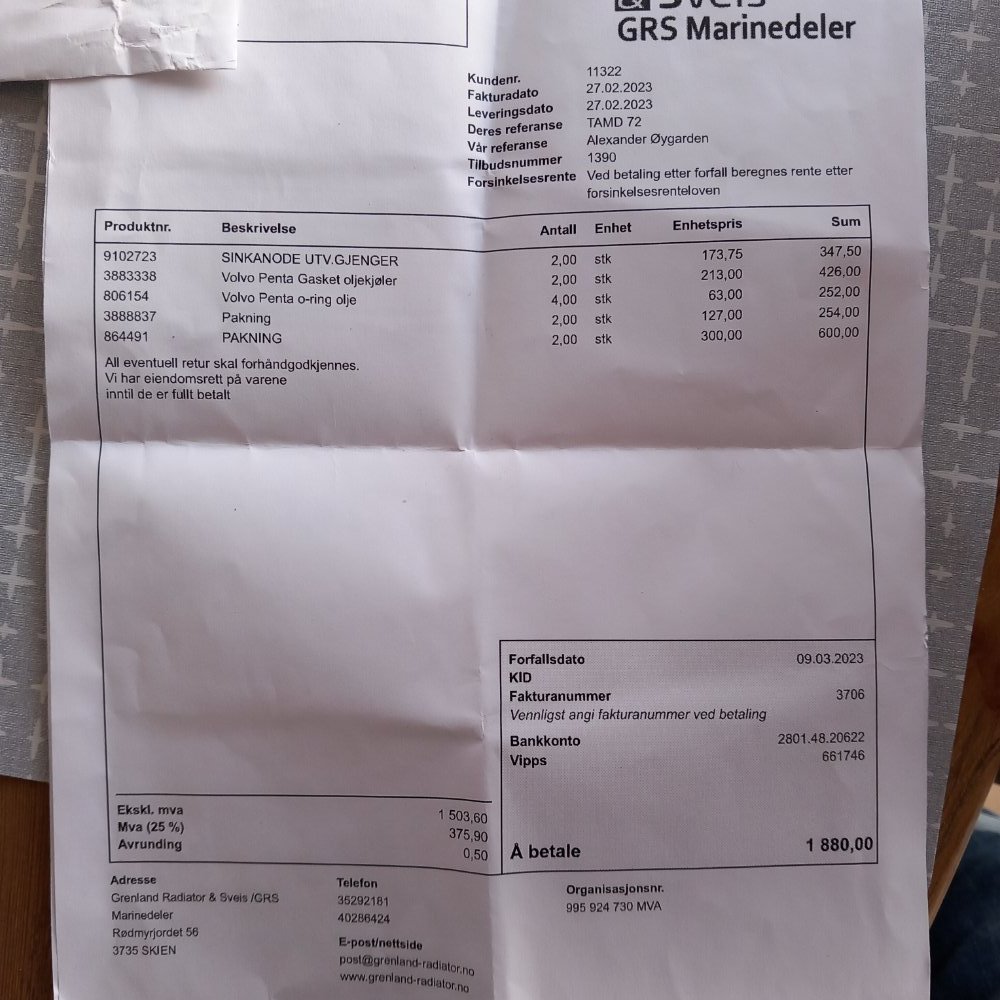 & Sveis
GRS Marinedeler
Kundenr. 11322
Fakturadato 27.02.2023
Leveringsdato 27.02.2023
Deres referanse TAMD 72
Vår referanse Alexander Øygarden
Tilbudsnummer 1390
Forsinkelsesrente Ved betaling etter forfall beregnes rente etter
forsinkelsesrenteloven
Produktnr. Beskrivelse Antall Enhet Enhetspris Sum
9102723 SINKANODE UTV.GJENGER 2,00 stk 173,75 347,50
3883338 Volvo Penta Gasket oljekjøler 2,00 stk 213,00 426,00
806154 Volvo Penta o-ring olje 4,00 stk 63,00 252,00
3888837 Pakning 2,00 stk 127,00 254,00
864491 PAKNING 2,00 stk 300,00 600,00
All eventuell retur skal forhåndgodkjennes.
Vi har eiendomsrett på varene
inntil de er fullt betalt
Forfallsdato 09.03.2023
KID
Fakturanummer 3706
Vennligst angi fakturanummer ved betaling
Bankkonto 2801.48.20622
Vipps 661746
Ekskl. mva 1 503,60
Mva (25 %) 375,90
Avrunding 0,50
Å betale 1 880,00
Adresse
Grenland Radiator & Sveis /GRS
Marinedeler
Rødmyrjordet 56
3735 SKIEN
Telefon
35292181
40286424
E-post/nettside
post@grenland-radiator.no
www.grenland-radiator.no
Organisasjonsnr.
995 924 730 MVA